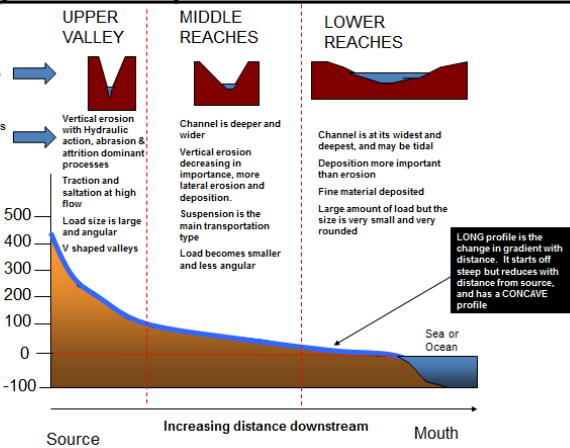 UPPER
VALLEY
MIDDLE
REACHES
LOWER
REACHES
s
Vertical erosion
with Hydraulic
action, abrasion &
attrition dominant
processes
Traction and
saltation at high
flow
Load size is large
and angular
V shaped valleys
Channel is deeper and
wider
Vertical erosion
decreasing in
importance, more
lateral erosion and
deposition.
Suspension is the
main transportation
type
Load becomes smaller
and less angular
Channel is at its widest and
deepest, and may be tidal
Deposition more important
than erosion
Fine material deposited
Large amount of load but the
size is very small and very
rounded
LONG profile is the
change in gradient with
distance. It starts off
steep but reduces with
distance from source,
and has a CONCAVE
profile
500
400
300
200
100
0
-100
Sea or
Ocean
Increasing distance downstream
Source
Mouth